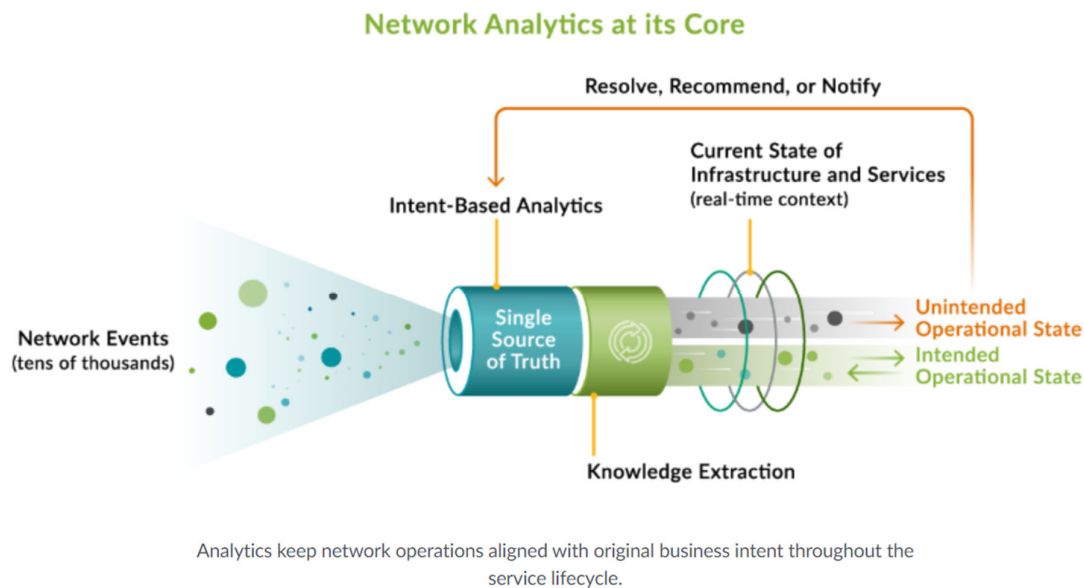 Network Analytics at its Core
Resolve, Recommend, or Notify
Current State of
Infrastructure and Services
(real-time context)
Intent-Based Analytics
Network Events
(tens of thousands)
Single
Source
of Truth
Unintended
Operational State
Intended
Operational State
Knowledge Extraction
Analytics keep network operations aligned with original business intent throughout the
service lifecycle.